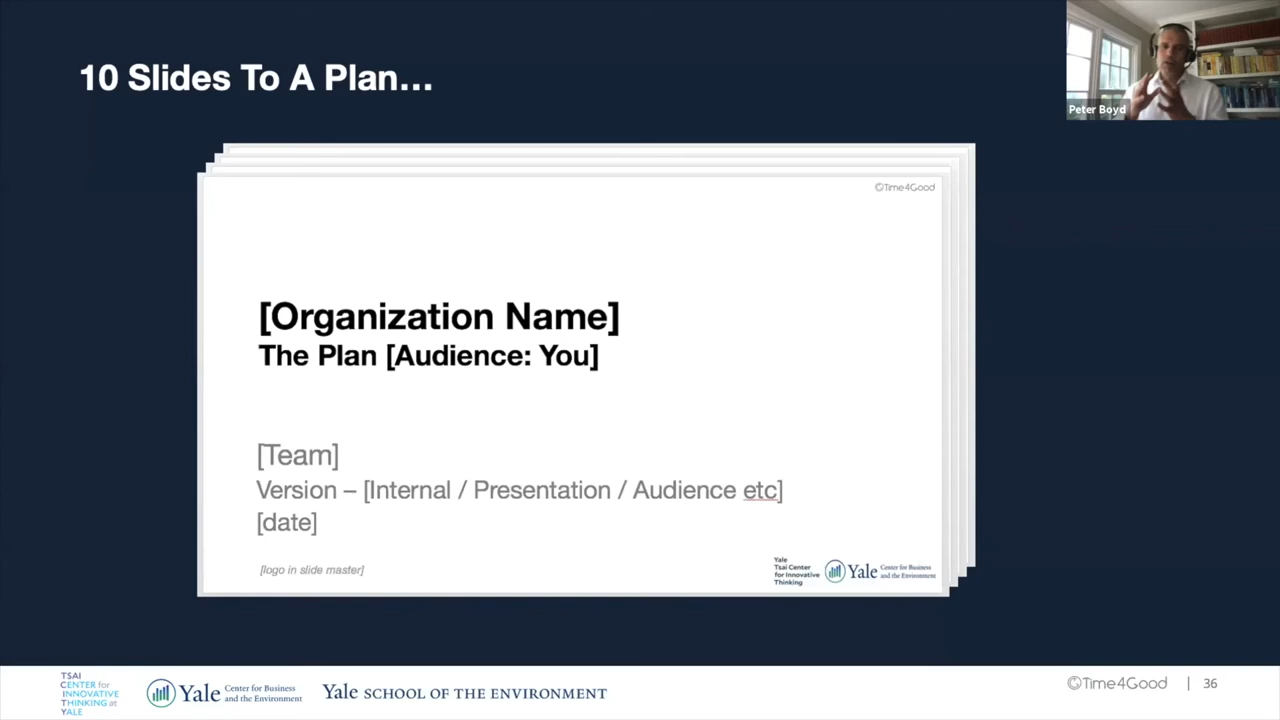 10 Slides To A Plan...
Peter Boyd
©Time4Good
[Organization Name]
The Plan [Audience: You]
[Team]
Version – [Internal / Presentation / Audience etc]
[date]
[logo in slide master]
Yale
Tsai Center
for Innovative
Thinking
Yale Center for Business
and the Environment
TSAI
CENTER for
INNOVATIVE
THINKING at
YALE
Yale Center for Business
and the Environment
Yale SCHOOL OF THE ENVIRONMENT
©Time4Good | 36